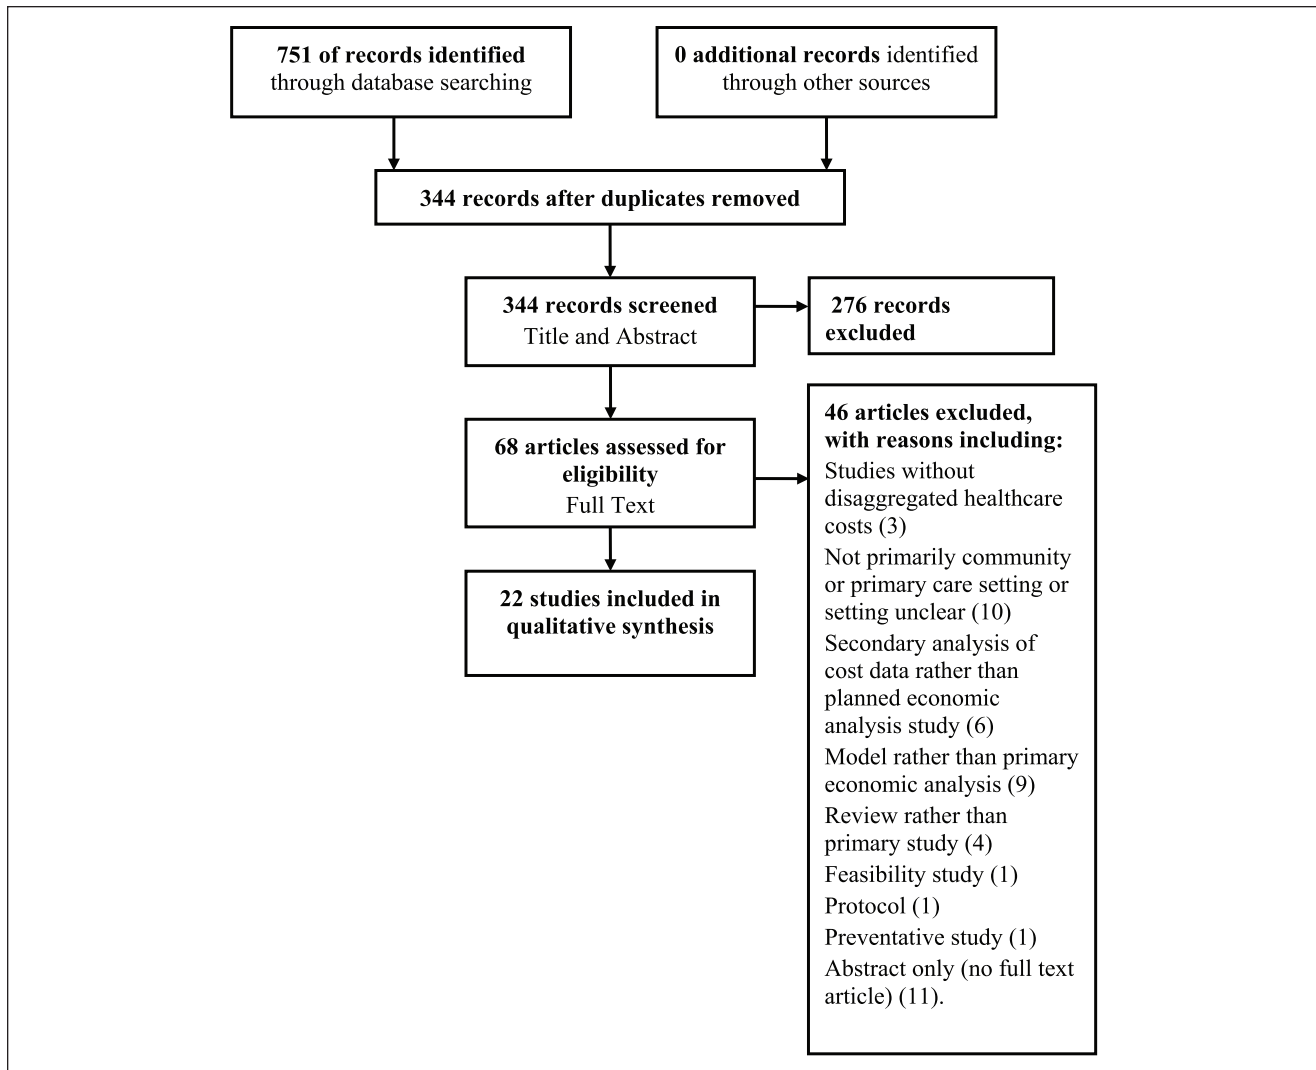 751 of records identified
through database searching
0 additional records identified
through other sources
344 records after duplicates removed
344 records screened
Title and Abstract
276 records
excluded
68 articles assessed for
eligibility
Full Text
46 articles excluded,
with reasons including:
Studies without
disaggregated healthcare
costs (3)
Not primarily community
or primary care setting or
setting unclear (10)
Secondary analysis of
cost data rather than
planned economic
analysis study (6)
Model rather than primary
economic analysis (9)
Review rather than
primary study (4)
Feasibility study (1)
Protocol (1)
Preventative study (1)
Abstract only (no full text
article) (11).
22 studies included in
qualitative synthesis